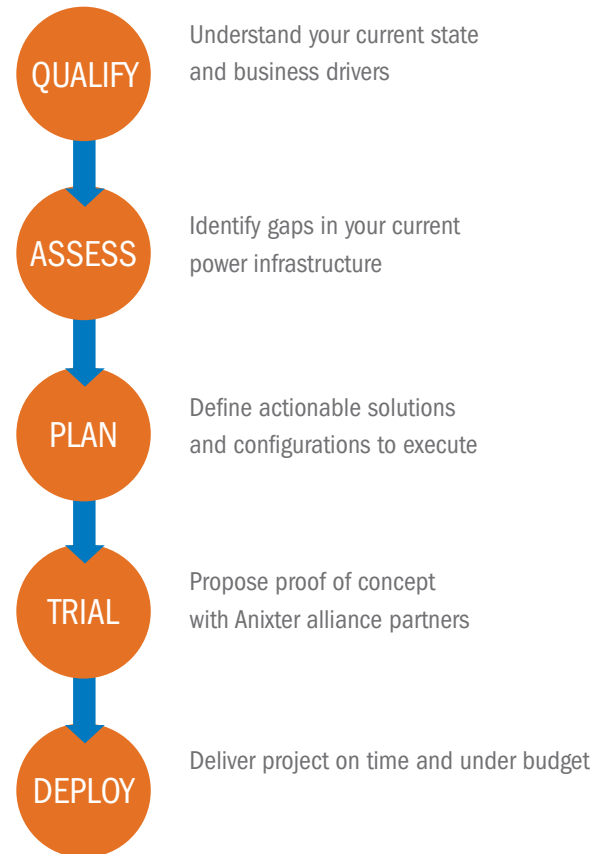 QUALIFY
Understand your current state
and business drivers
ASSESS
Identify gaps in your current
power infrastructure
PLAN
Define actionable solutions
and configurations to execute
TRIAL
Propose proof of concept
with Anixter alliance partners
DEPLOY
Deliver project on time and under budget